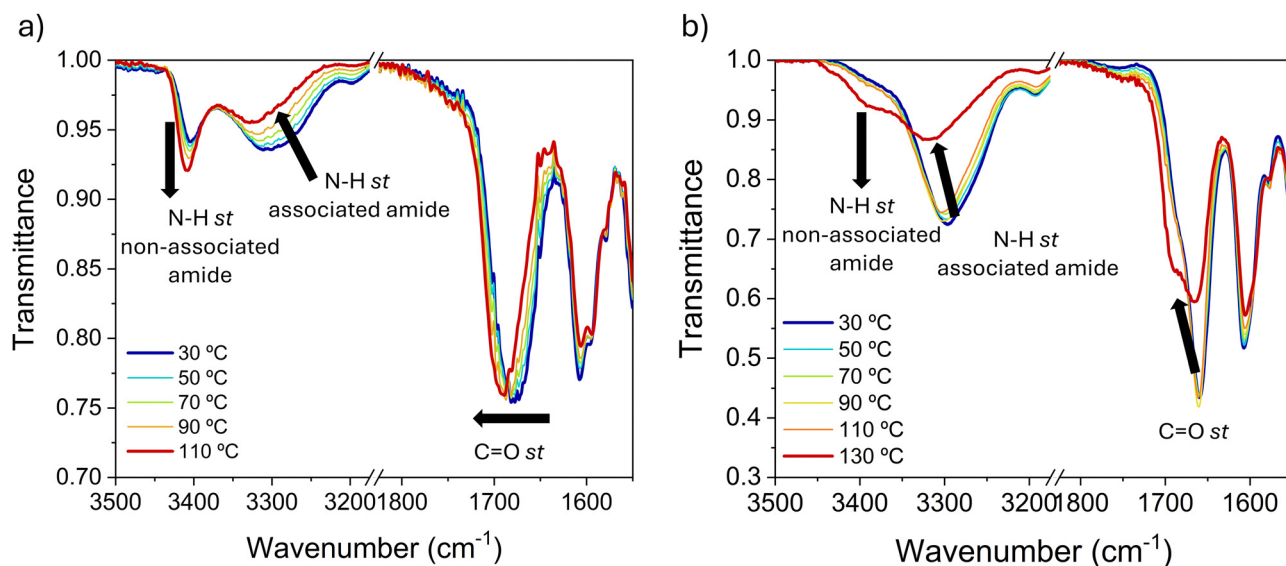 a)
Transmittance
1.00
0.95
0.90
0.85
0.80
0.75
0.70
N-H st
non-associated
amide
N-H st
associated amide
C=O st
30 ºC
50 ºC
70 ºC
90 ºC
110 ºC
3500
3400
3300
3200
1800
1700
1600
Wavenumber (cm⁻¹)
b)
Transmittance
1.0
0.9
0.8
0.7
0.6
0.5
0.4
0.3
N-H st
non-associated
amide
N-H st
associated amide
C=O st
30 ºC
50 ºC
70 ºC
90 ºC
110 ºC
130 ºC
3500
3400
3300
3200
1800
1700
1600
Wavenumber (cm⁻¹)